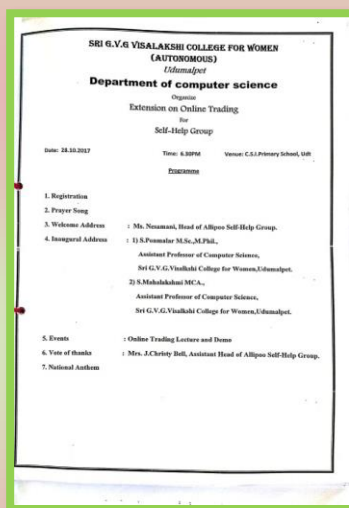 SRI G.V.G VISALAKSHI COLLEGE FOR WOMEN
(AUTONOMOUS)
Udumalpet
Department of computer science
Organize
Extension on Online Trading
For
Self-Help Group
Date: 28.10.2017 Time: 6.30PM Venue: C.S.I.Primary School, Udt
Programme
1. Registration
2. Prayer Song
3. Welcome Address : Ms. Nesamani, Head of Allipoo Self-Help Group.
4. Inaugural Address : 1) S.Ponmalar M.Sc.,M.Phil.,
Assistant Professor of Computer Science,
Sri G.V.G.Visalkshi College for Women,Udumalpet.
2) S.Mahalakshmi MCA.,
Assistant Professor of Computer Science,
Sri G.V.G.Visalkshi College for Women,Udumalpet.
5. Events : Online Trading Lecture and Demo
6. Vote of thanks : Mrs. J.Christy Bell, Assistant Head of Allipoo Self-Help Group.
7. National Anthem